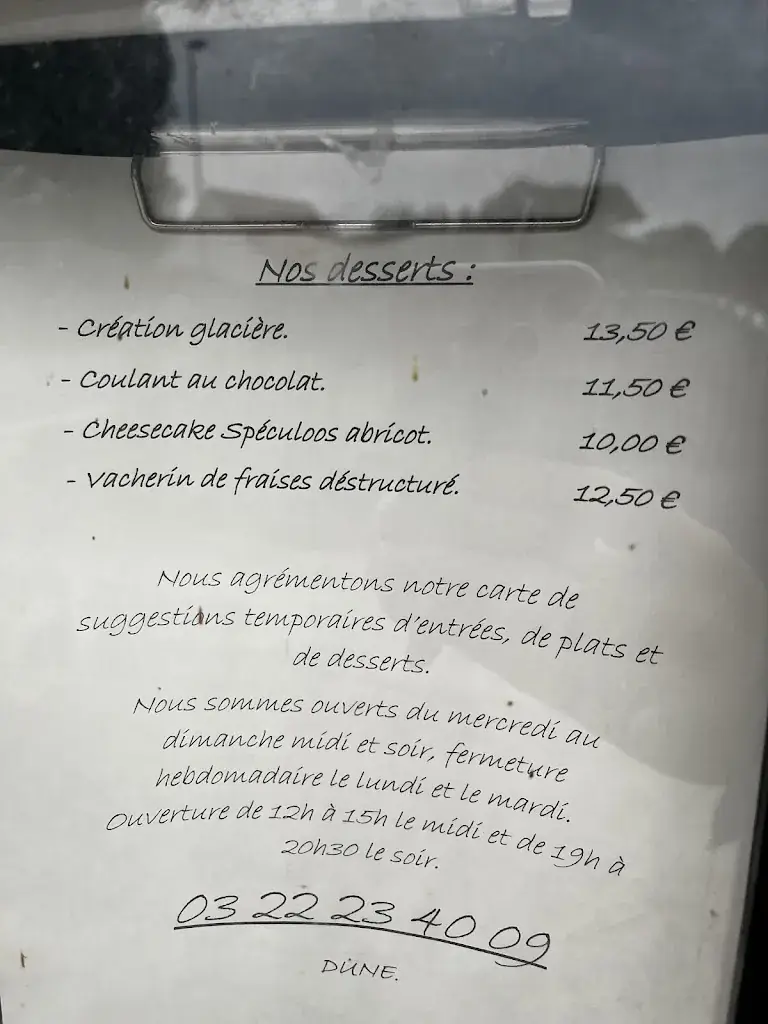 Nos desserts :
- Création glacière. 13,50 €
- Coulant au chocolat. 11,50 €
- Cheesecake Spéculoos abricot. 10,00 €
- Vacherin de fraises déstructuré. 12,50 €
Nous agrémentons notre carte de
suggestions temporaires d'entrées, de plats et
de desserts.
Nous sommes ouverts du mercredi au
dimanche midi et soir, fermeture
hebdomadaire le lundi et le mardi.
Ouverture de 12h à 15h le midi et de 19h à
20h30 le soir.
03 22 23 40 09
DUNE.